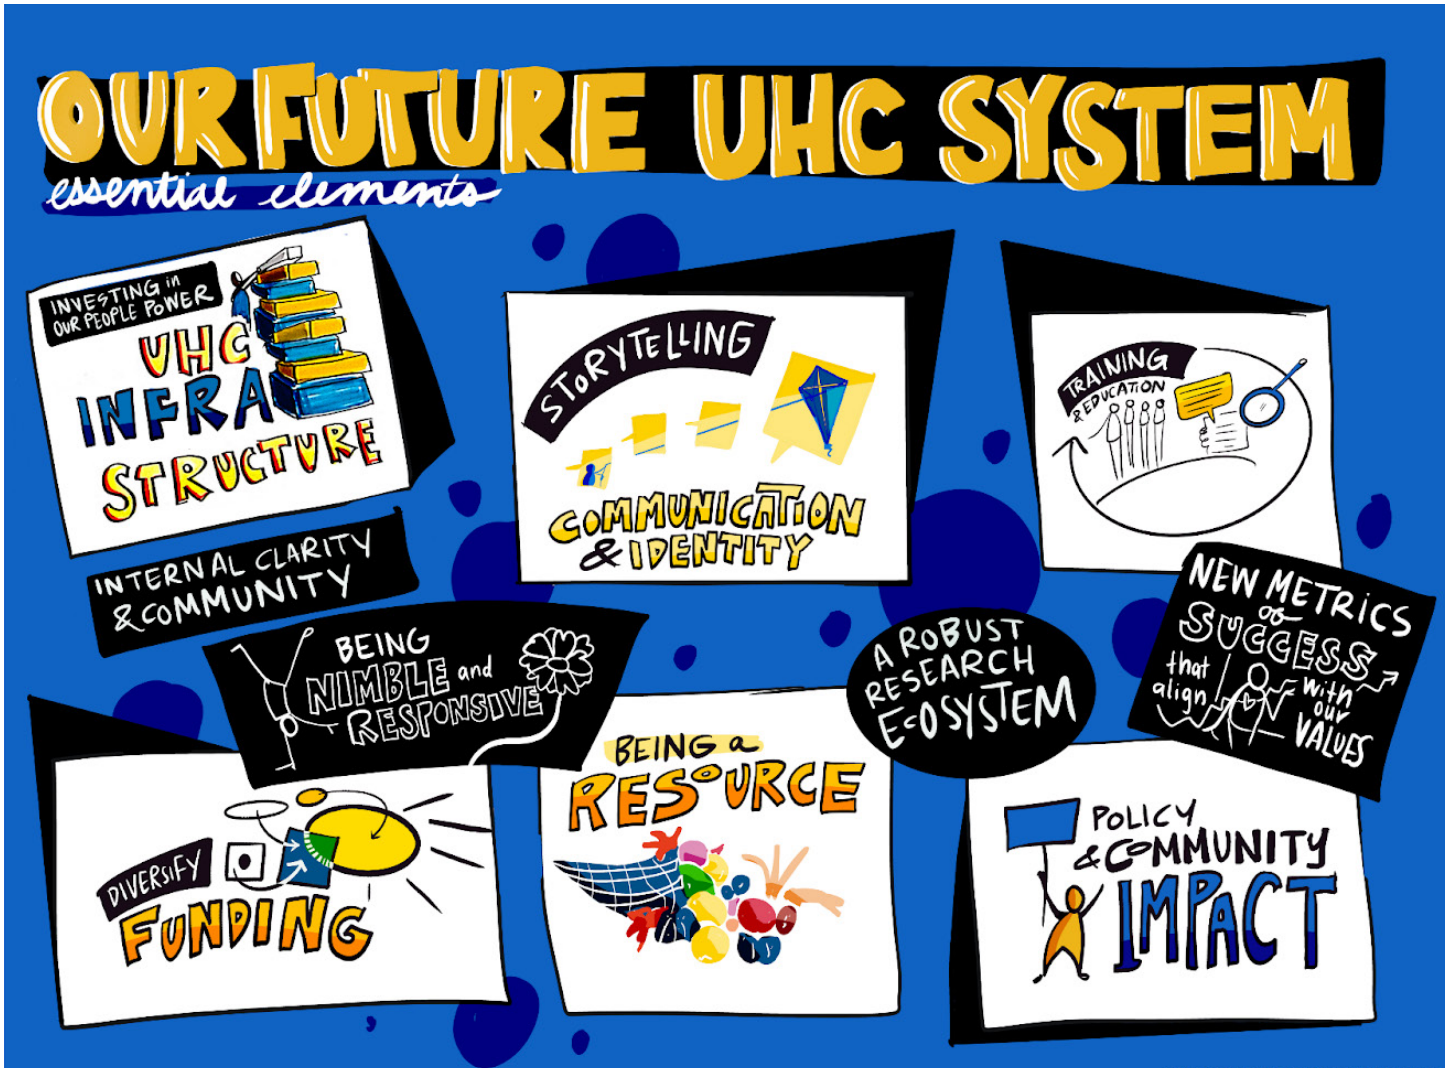 OUR FUTURE UHC SYSTEM
essential elements
INVESTING in
OUR PEOPLE POWER
UHC
INFRA
STRUCTURE
STORYTELLING
COMMUNICATION
& IDENTITY
TRAINING
& EDUCATION
INTERNAL CLARITY
& COMMUNITY
BEING
NIMBLE and
RESPONSIVE
A ROBUST
RESEARCH
ECOSYSTEM
NEW METRICS
of
SUCCESS
that
align
with
our
VALUES
DIVERSIFY
FUNDING
BEING a
RESOURCE
POLICY
& COMMUNITY
IMPACT